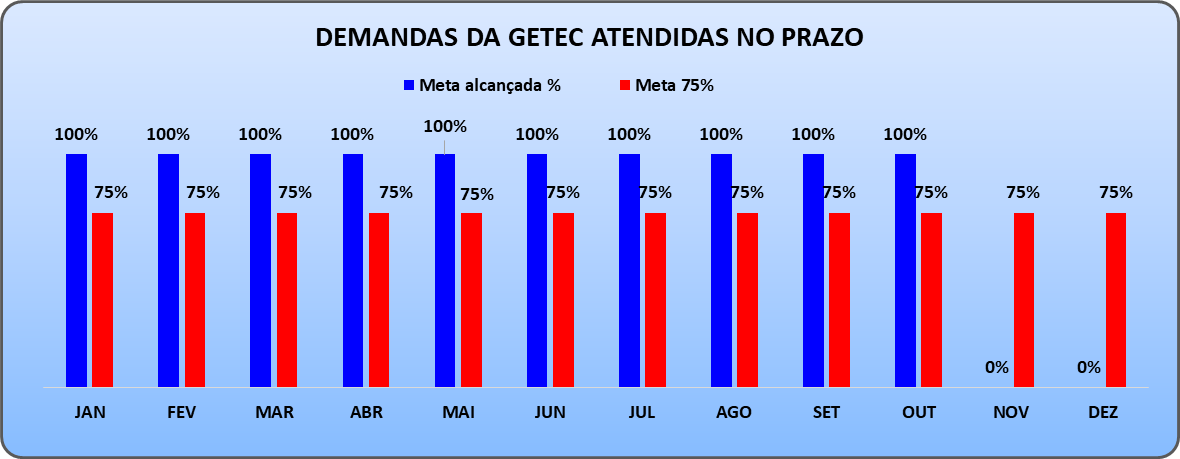 DEMANDAS DA GETEC ATENDIDAS NO PRAZO
Meta alcançada % Meta 75%
100% 100% 100% 100% 100% 100% 100% 100% 100% 100%
75% 75% 75% 75% 75% 75% 75% 75% 75% 75% 75% 75%
0% 0%
JAN FEV MAR ABR MAI JUN JUL AGO SET OUT NOV DEZ